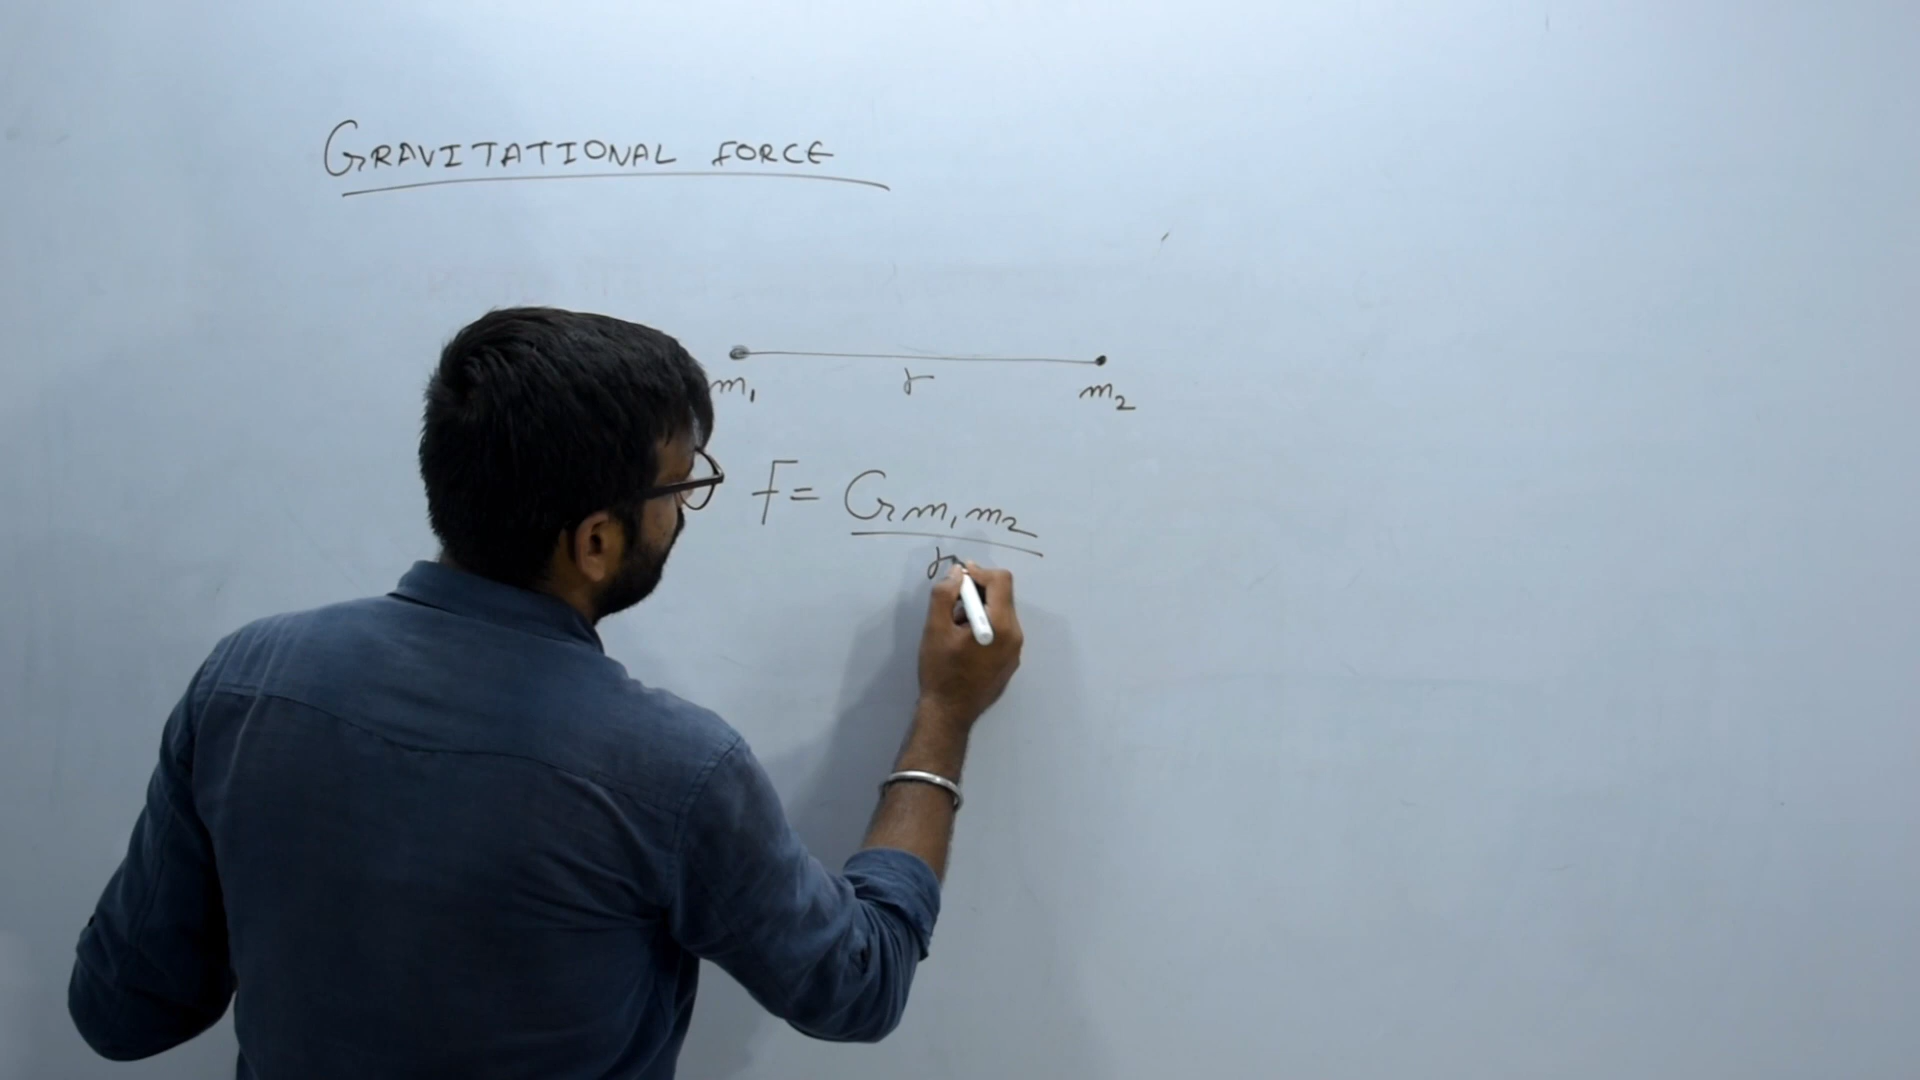 GRAVITATIONAL FORCE
m₁ r m₂
F = Gm₁m₂
r